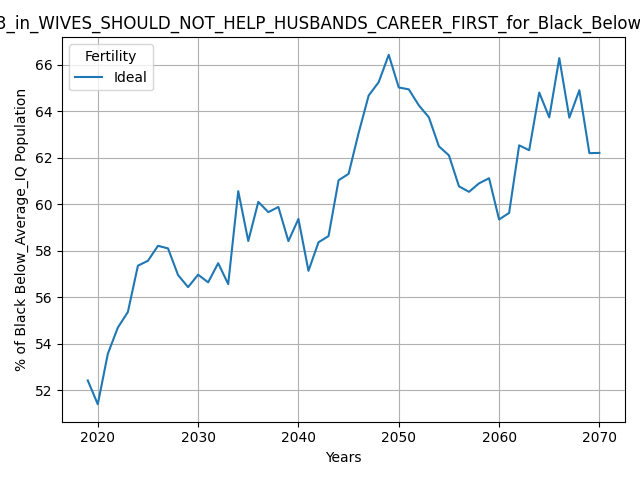 3_in_WIVES_SHOULD_NOT_HELP_HUSBANDS_CAREER_FIRST_for_Black_Below
Fertility
Ideal
% of Black Below_Average_IQ Population
66
64
62
60
58
56
54
52
2020 2030 2040 2050 2060 2070
Years